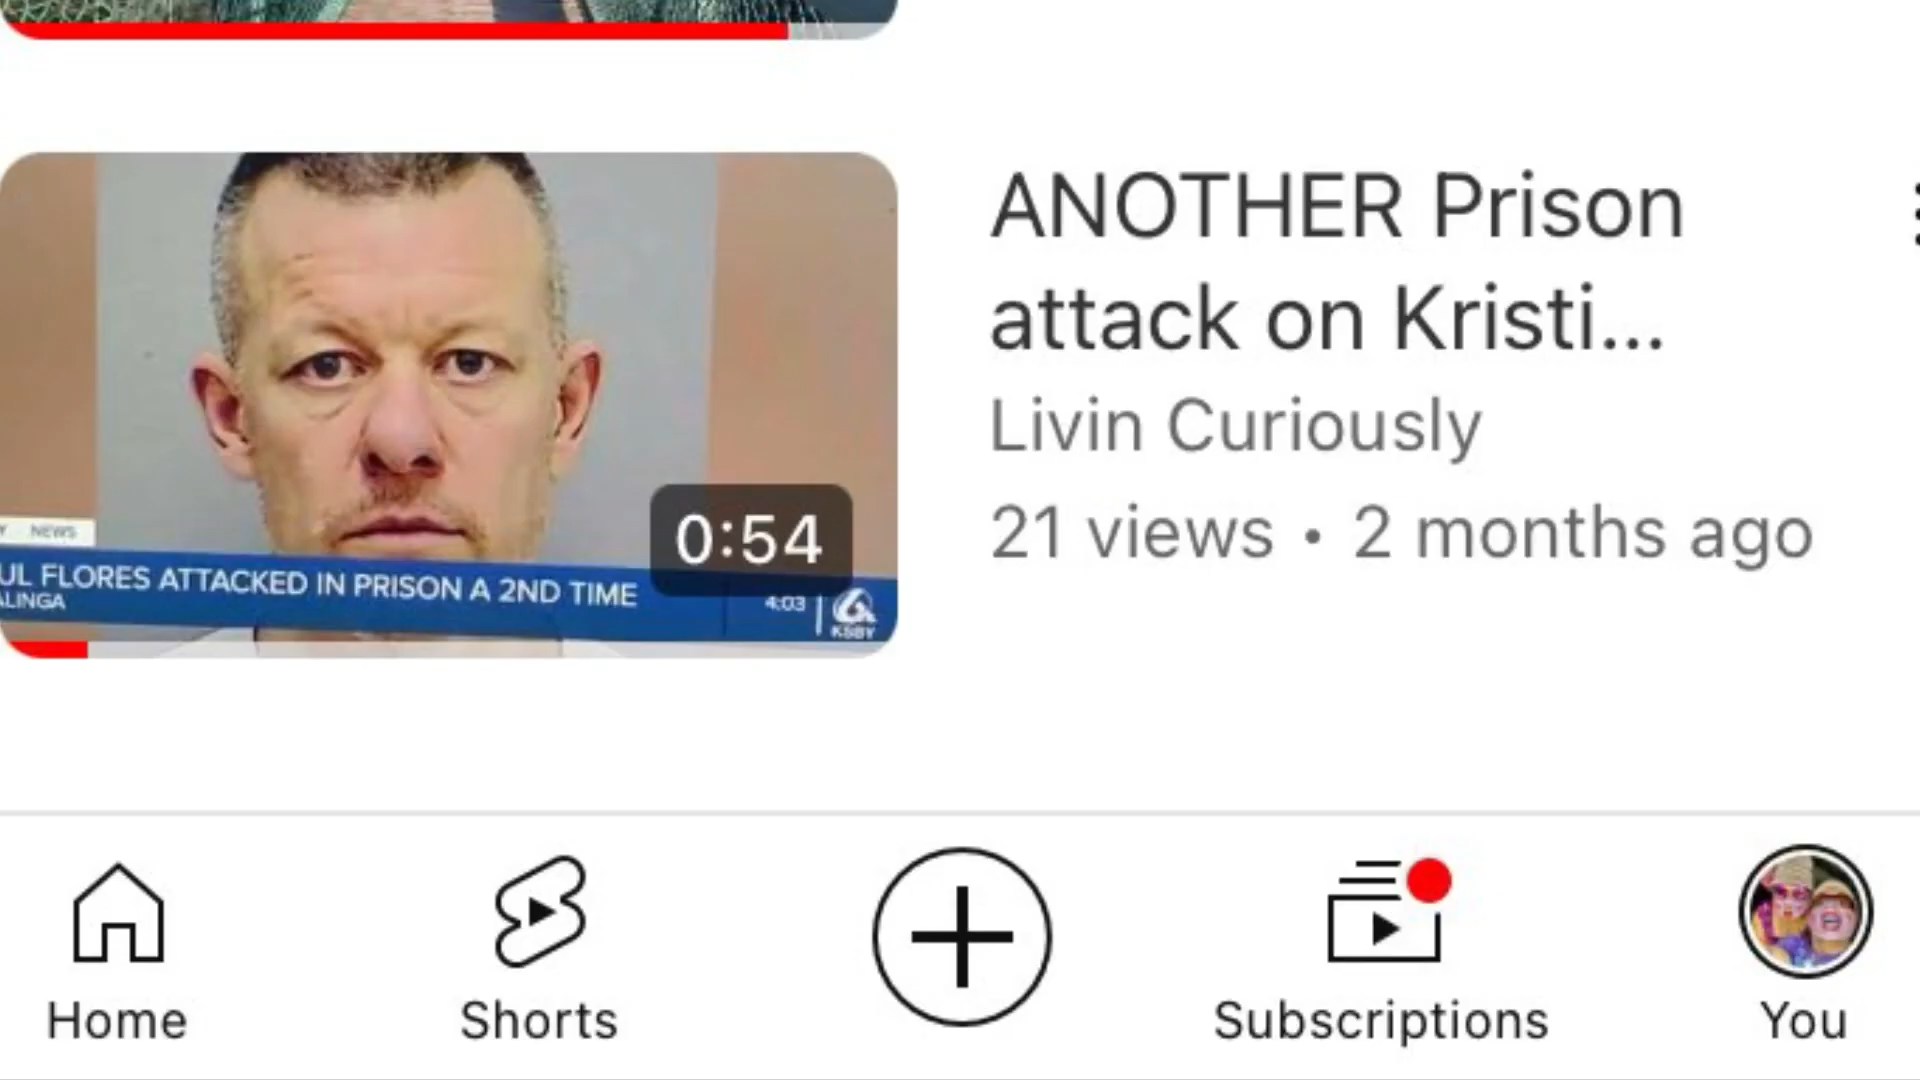 ANOTHER Prison
attack on Kristi...
Livin Curiously
21 views • 2 months ago
0:54
Y NEWS
UL FLORES ATTACKED IN PRISON A 2ND TIME
ALINGA
4:03
6
KSBY
Home
Shorts
Subscriptions
You